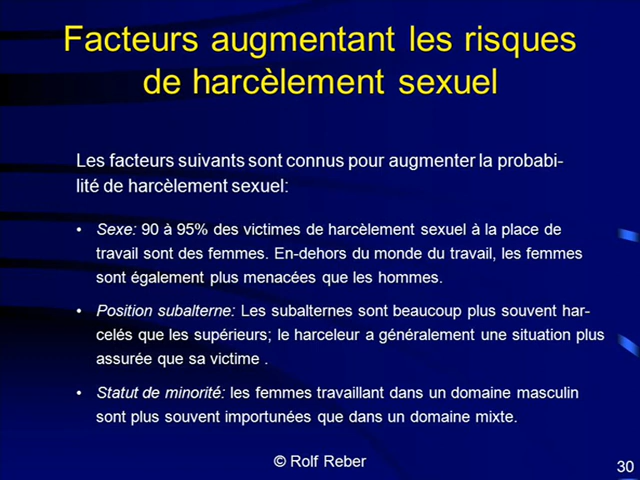 Facteurs augmentant les risques
de harcèlement sexuel
Les facteurs suivants sont connus pour augmenter la probabi-
lité de harcèlement sexuel:
• Sexe: 90 à 95% des victimes de harcèlement sexuel à la place de
travail sont des femmes. En-dehors du monde du travail, les femmes
sont également plus menacées que les hommes.
• Position subalterne: Les subalternes sont beaucoup plus souvent har-
celés que les supérieurs; le harceleur a généralement une situation plus
assurée que sa victime .
• Statut de minorité: les femmes travaillant dans un domaine masculin
sont plus souvent importunées que dans un domaine mixte.
© Rolf Reber
30